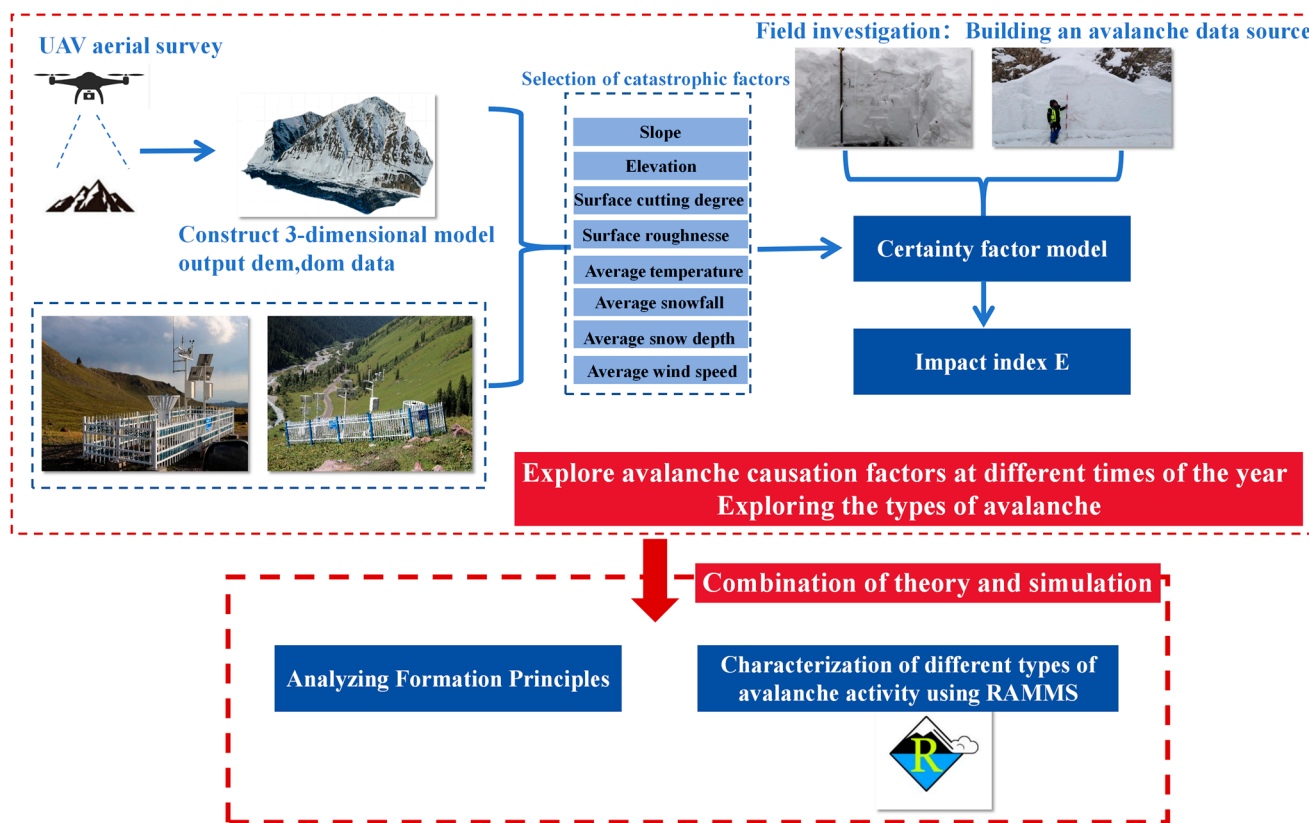 UAV aerial survey
Construct 3-dimensional model
output dem,dom data
Selection of catastrophic factors
Slope
Elevation
Surface cutting degree
Surface roughnesse
Average temperature
Average snowfall
Average snow depth
Average wind speed
Field investigation： Building an avalanche data source
Certainty factor model
Impact index E
Explore avalanche causation factors at different times of the year
Exploring the types of avalanche
Combination of theory and simulation
Analyzing Formation Principles
Characterization of different types of
avalanche activity using RAMMS
R